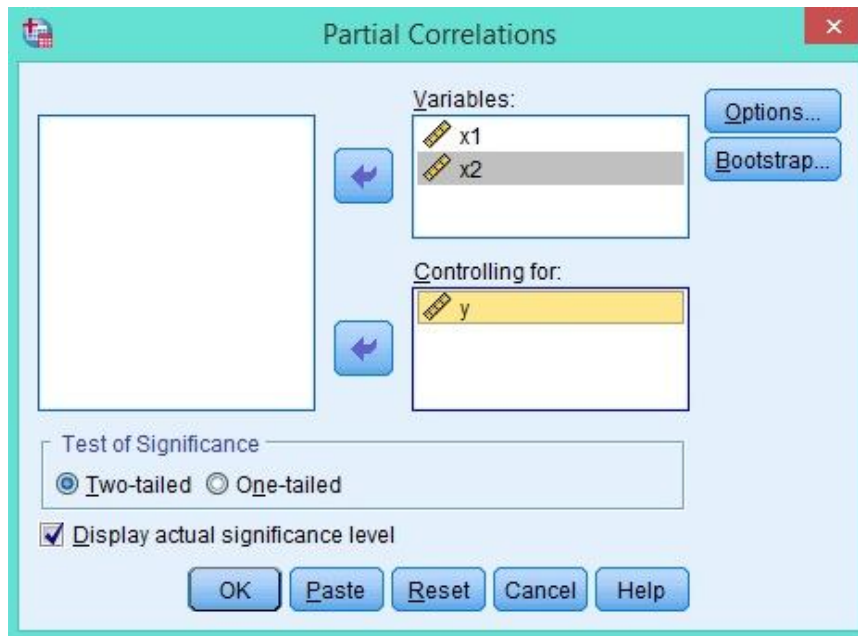 Partial Correlations
Variables:
x1
x2
Options...
Bootstrap...
Controlling for:
y
Test of Significance
Two-tailed One-tailed
Display actual significance level
OK Paste Reset Cancel Help